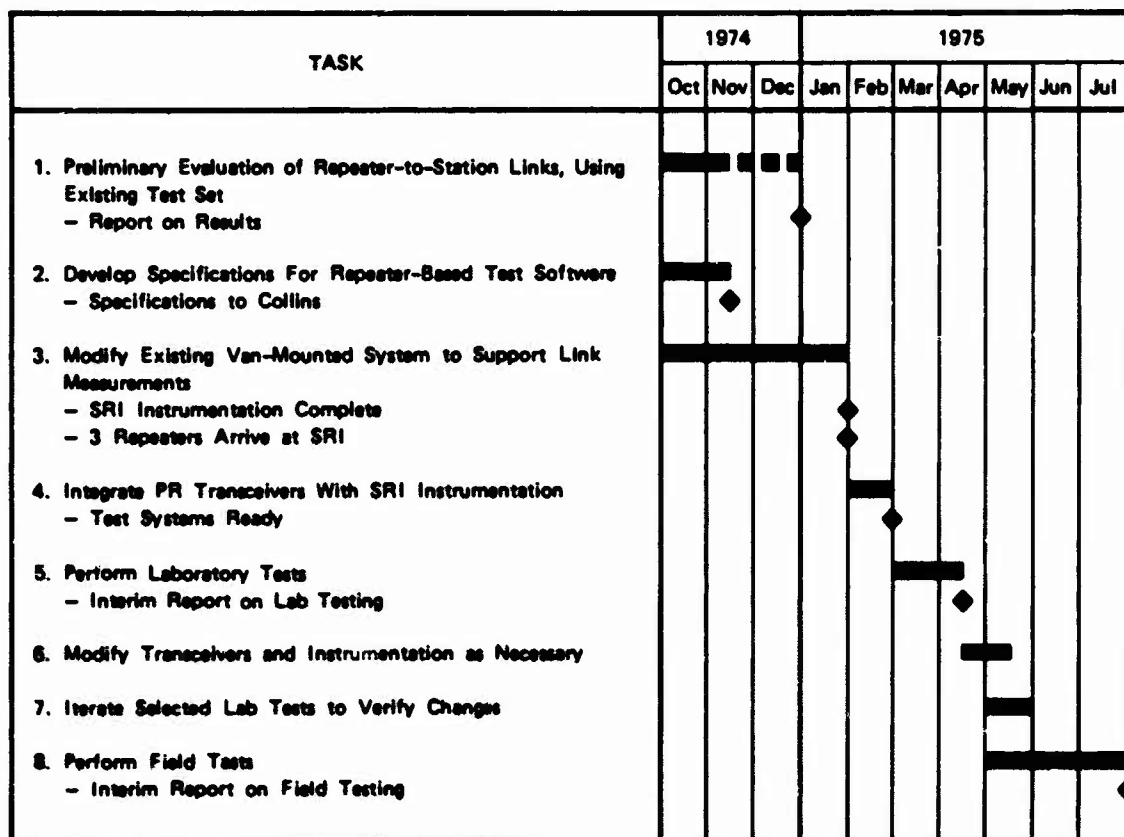 TASK
1974
1975
Oct Nov Dec Jan Feb Mar Apr May Jun Jul
1. Preliminary Evaluation of Repeater-to-Station Links, Using
Existing Test Set
– Report on Results
2. Develop Specifications For Repeater-Based Test Software
– Specifications to Collins
3. Modify Existing Van-Mounted System to Support Link
Measurements
– SRI Instrumentation Complete
– 3 Repeaters Arrive at SRI
4. Integrate PR Transceivers With SRI Instrumentation
– Test Systems Ready
5. Perform Laboratory Tests
– Interim Report on Lab Testing
6. Modify Transceivers and Instrumentation as Necessary
7. Iterate Selected Lab Tests to Verify Changes
8. Perform Field Tests
– Interim Report on Field Testing